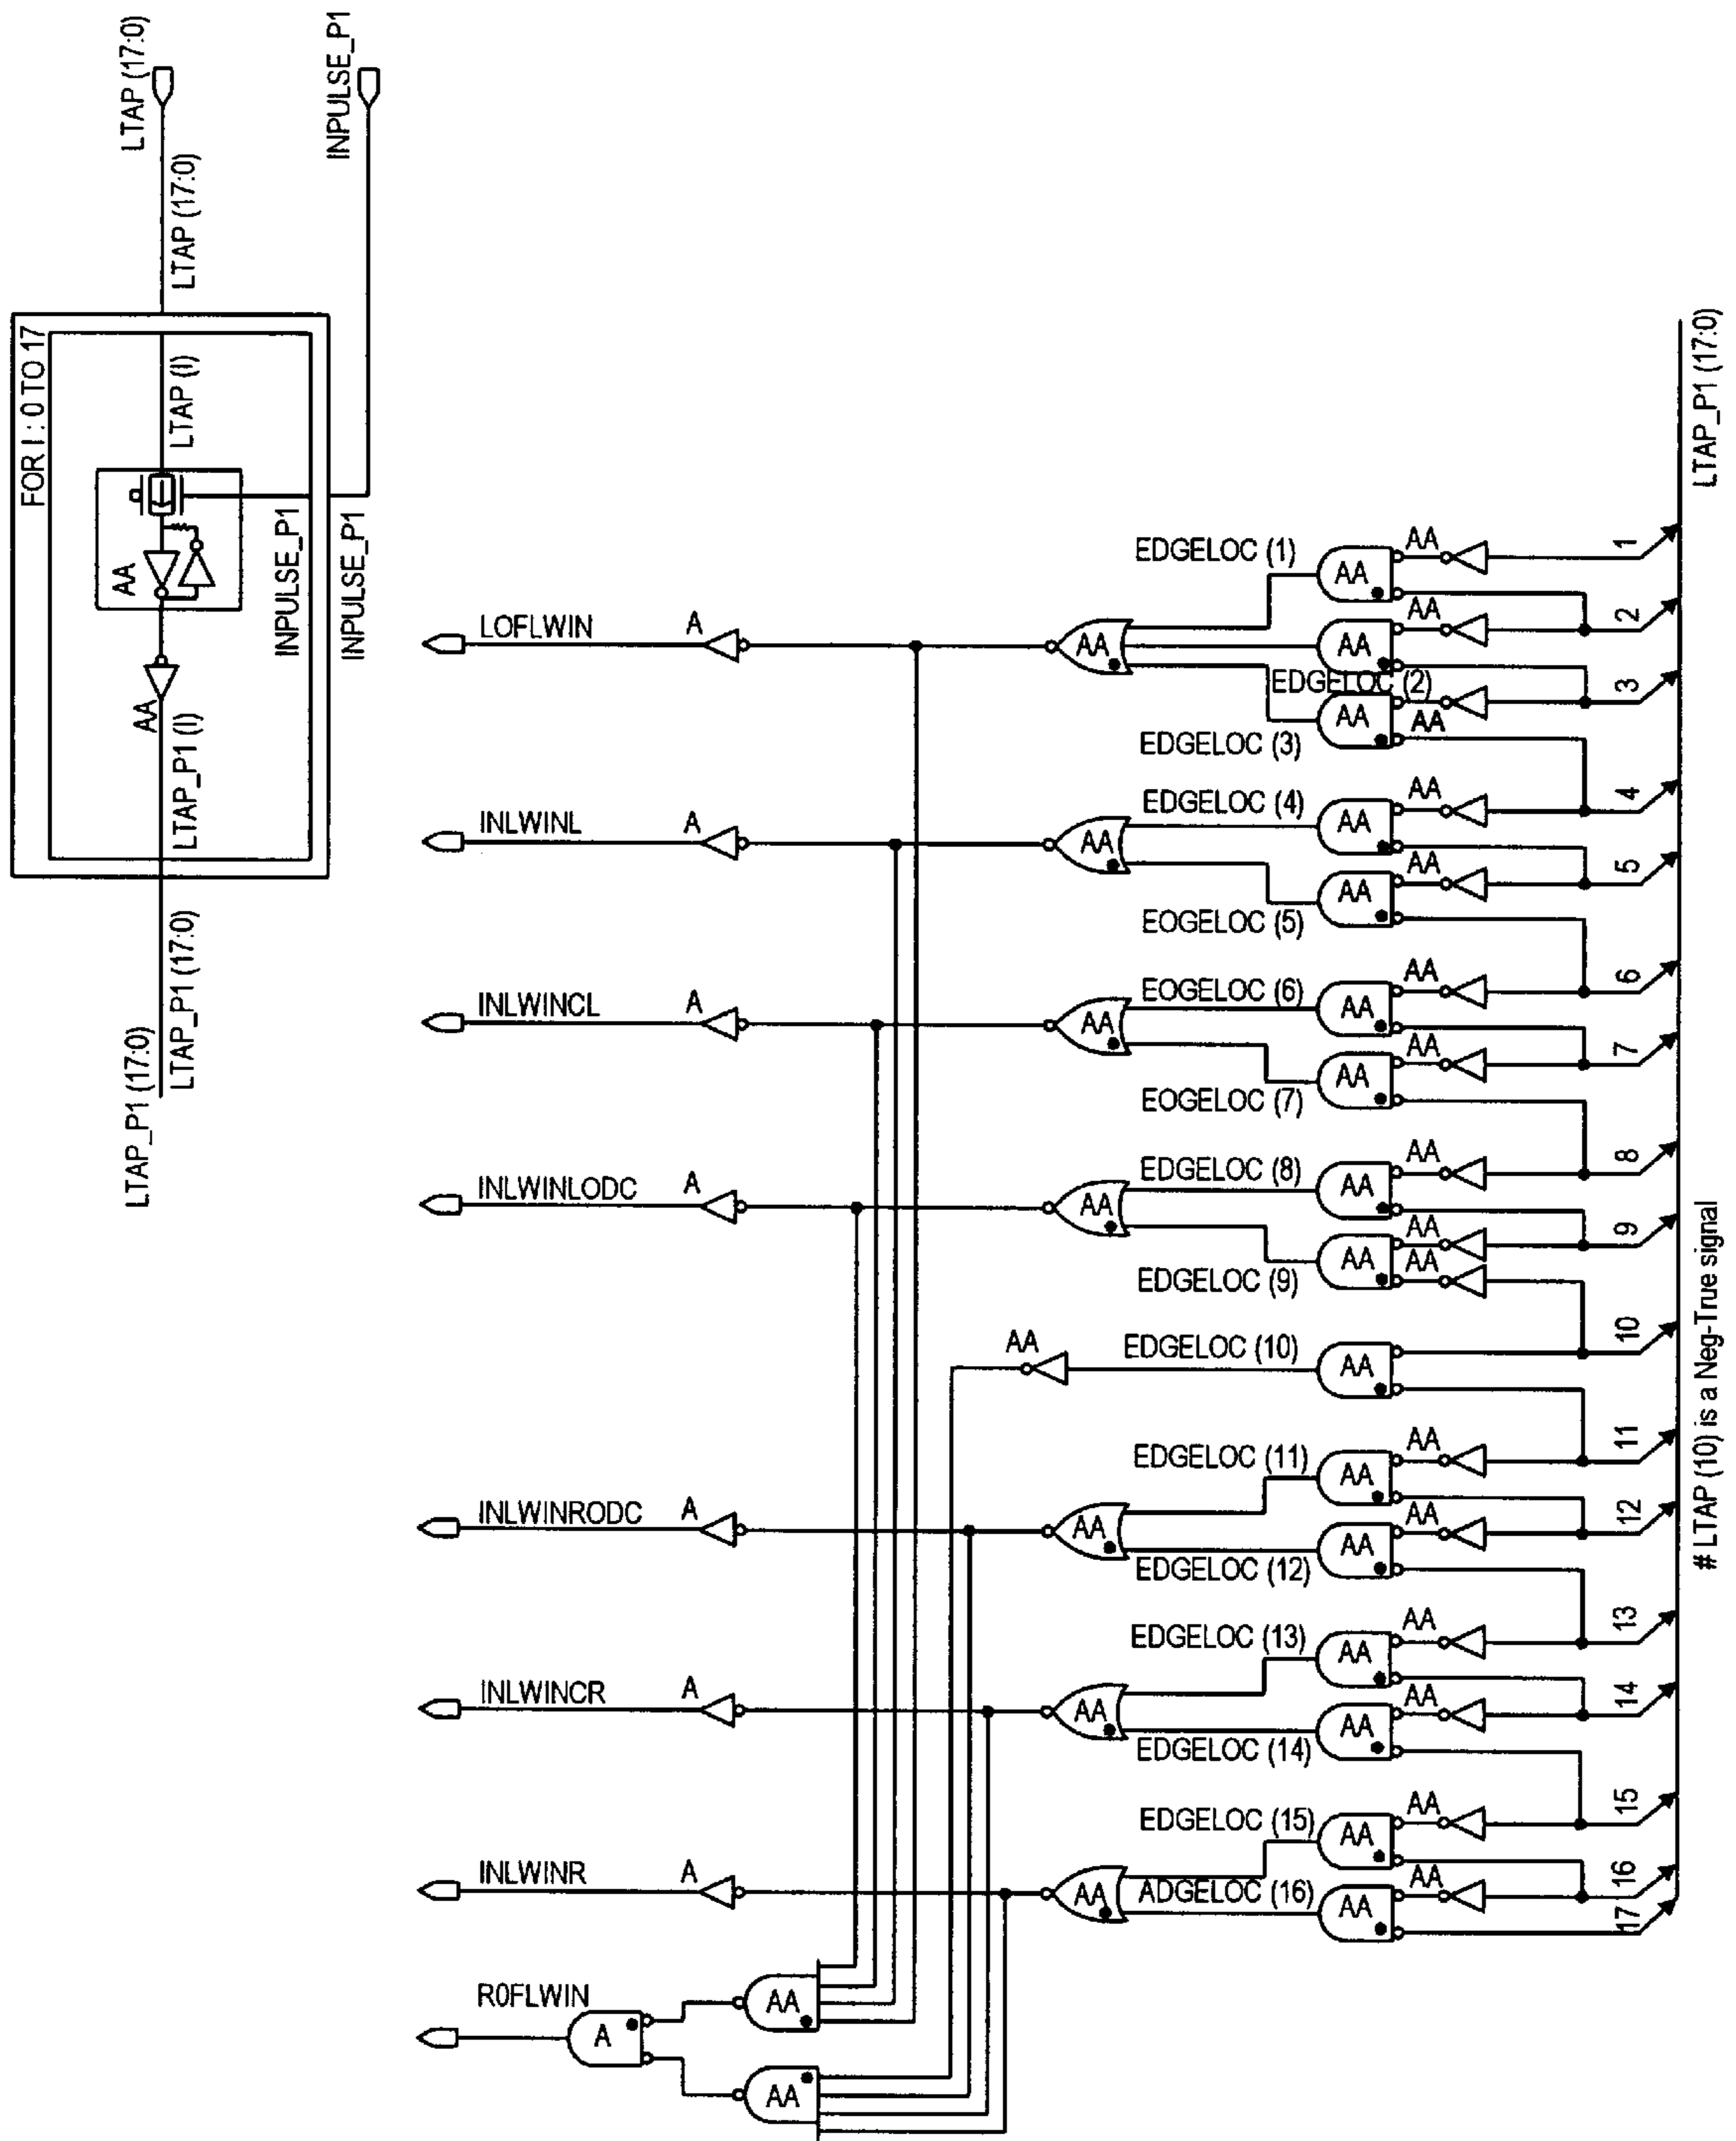 LTAP (17:0)
INPULSE_P1
LTAP (17:0)
FOR I : 0 TO 17
LTAP (I)
AA
INPULSE_P1
INPULSE_P1
AA
LTAP_P1 (I)
LTAP_P1 (17:0)
LTAP_P1 (17:0)
LOFLWIN
A
AA
EDGELOC (1)
AA
AA
1
AA
AA
2
EDGELOC (2)
AA
AA
3
EDGELOC (3)
INLWINL
A
AA
EDGELOC (4)
AA
AA
4
EOGELOC (5)
AA
AA
5
INLWINCL
A
AA
EOGELOC (6)
AA
AA
6
EOGELOC (7)
AA
AA
7
INLWINLODC
A
AA
EDGELOC (8)
AA
AA
8
EDGELOC (9)
AA
AA
AA
9
AA
EDGELOC (10)
AA
10
INLWINRODC
A
AA
EDGELOC (11)
AA
AA
11
EDGELOC (12)
AA
AA
12
INLWINCR
A
AA
EDGELOC (13)
AA
AA
13
EDGELOC (14)
AA
AA
14
INLWINR
A
AA
EDGELOC (15)
AA
AA
15
ADGELOC (16)
AA
AA
16
17
R0FLWIN
A
AA
AA
LTAP_P1 (17:0)
# LTAP (10) is a Neg-True signal